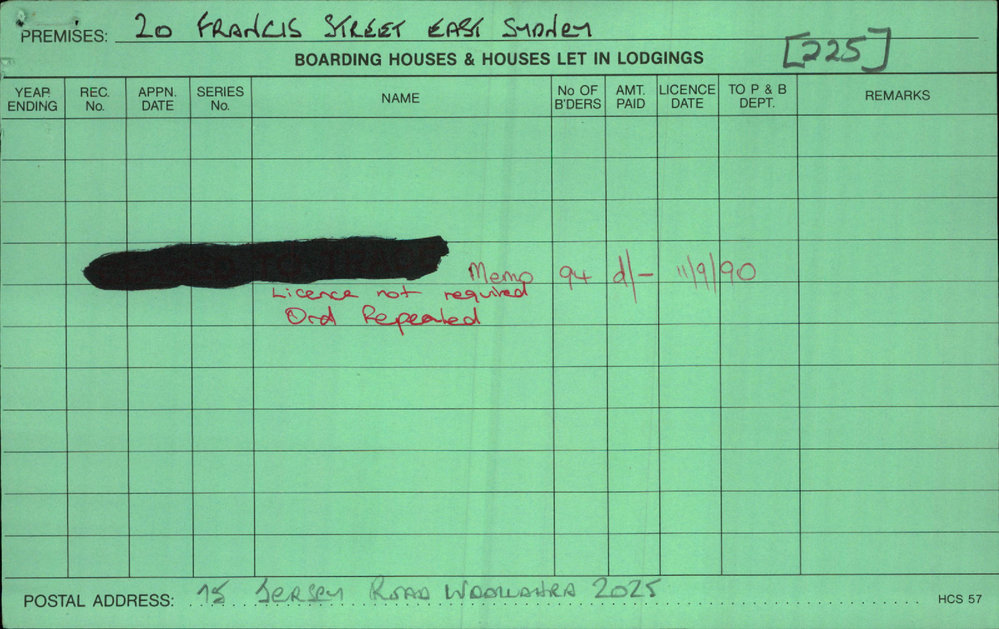 PREMISES: 20 FRANCIS STREET EAST SYDNEY
BOARDING HOUSES & HOUSES LET IN LODGINGS [225]
YEAR ENDING REC. No. APPN. DATE SERIES No. NAME No OF B'DERS AMT. PAID LICENCE DATE TO P & B DEPT. REMARKS
Memo 94 d/- 11/9/90
Licence not required
Ord Repealed
POSTAL ADDRESS: 75 JERSEY ROAD WOOLLAHRA 2025 HCS 57